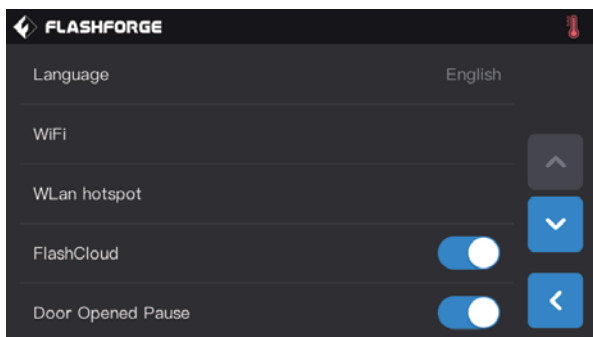 FLASHFORGE
Language English
WiFi
WLan hotspot
FlashCloud
Door Opened Pause